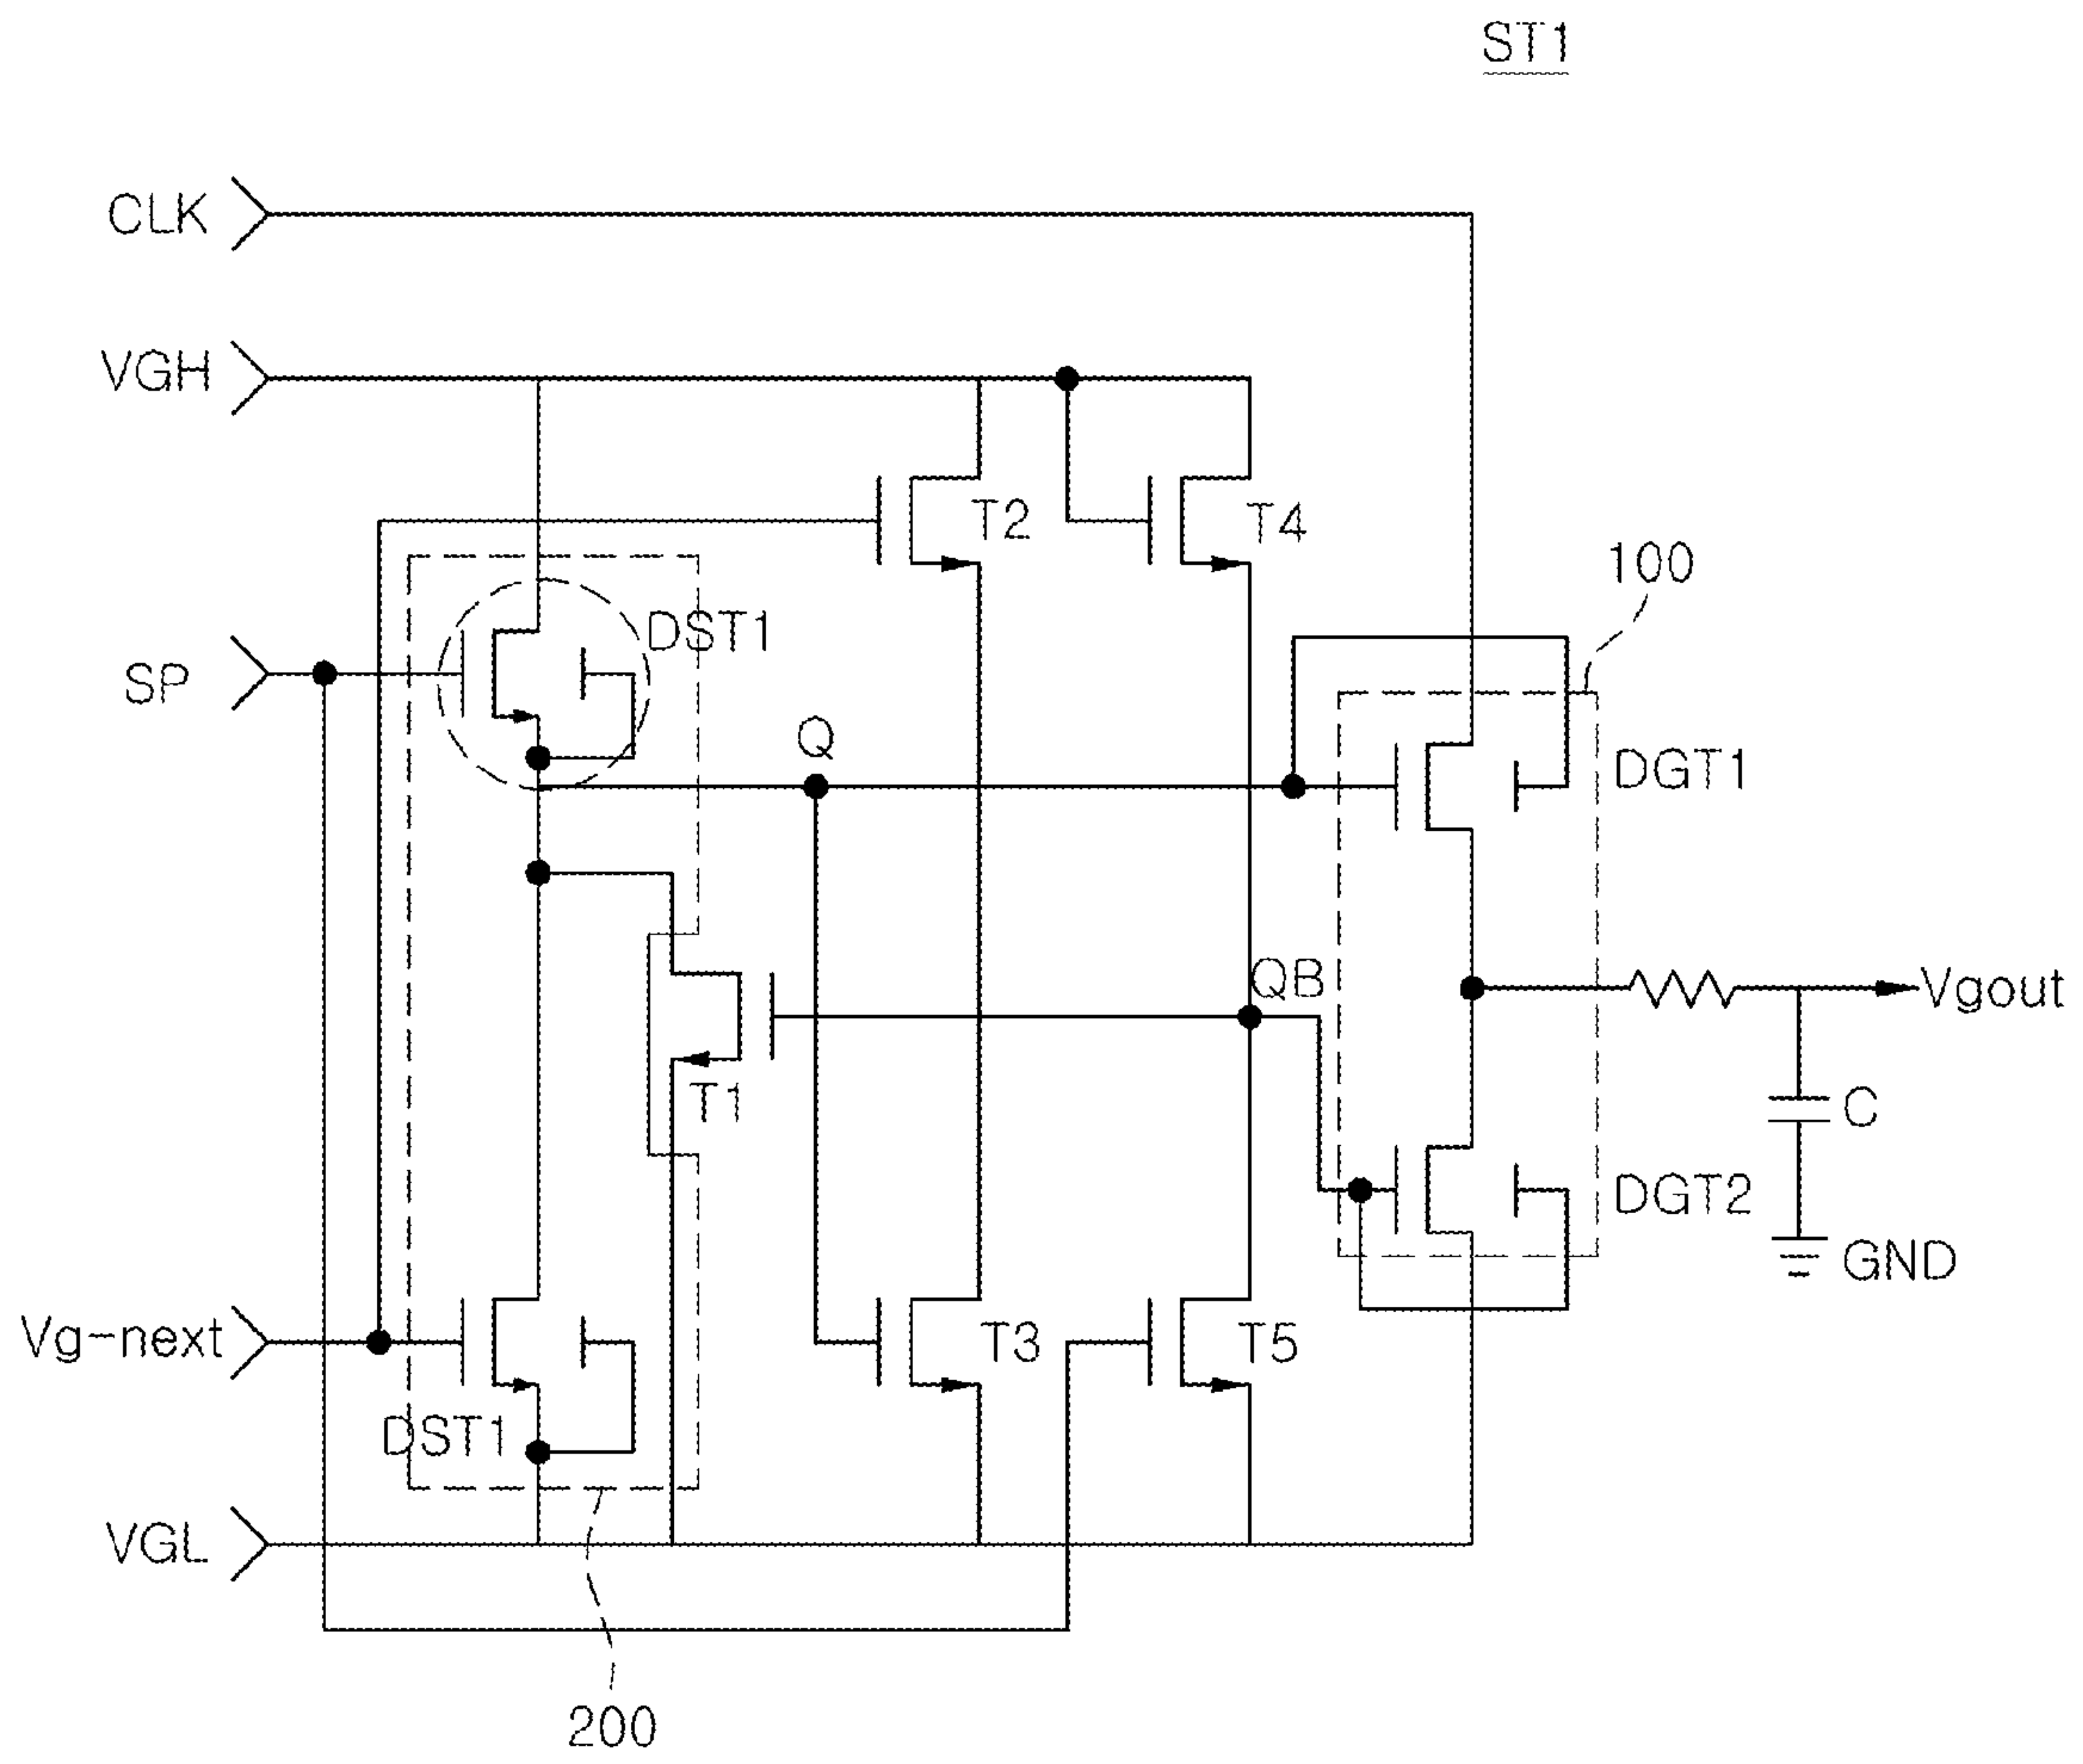 ST1
CLK
VGH
T2
T4
100
DST1
SP
Q
DGT1
QB
Vgout
T1
C
DGT2
GND
Vg-next
T3
T5
DST1
VGL
200